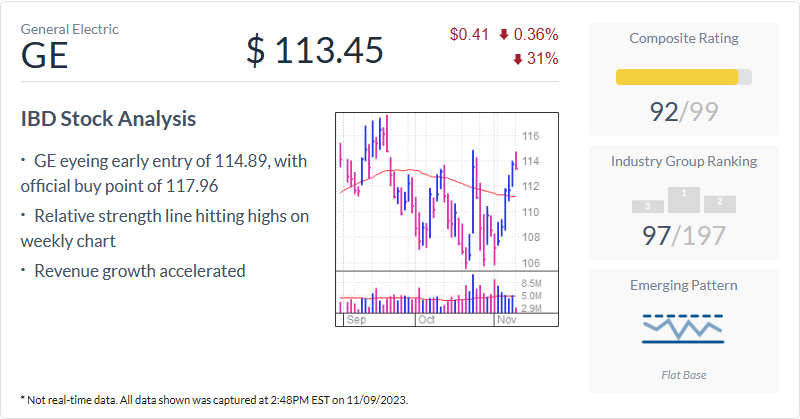 General Electric
GE
$ 113.45
$0.41 0.36%
31%
IBD Stock Analysis
• GE eyeing early entry of 114.89, with
official buy point of 117.96
• Relative strength line hitting highs on
weekly chart
• Revenue growth accelerated
116
114
112
110
108
106
8.5M
5.0M
2.9M
Sep Oct Nov
Composite Rating
92/99
Industry Group Ranking
3 1 2
97/197
Emerging Pattern
Flat Base
* Not real-time data. All data shown was captured at 2:48PM EST on 11/09/2023.